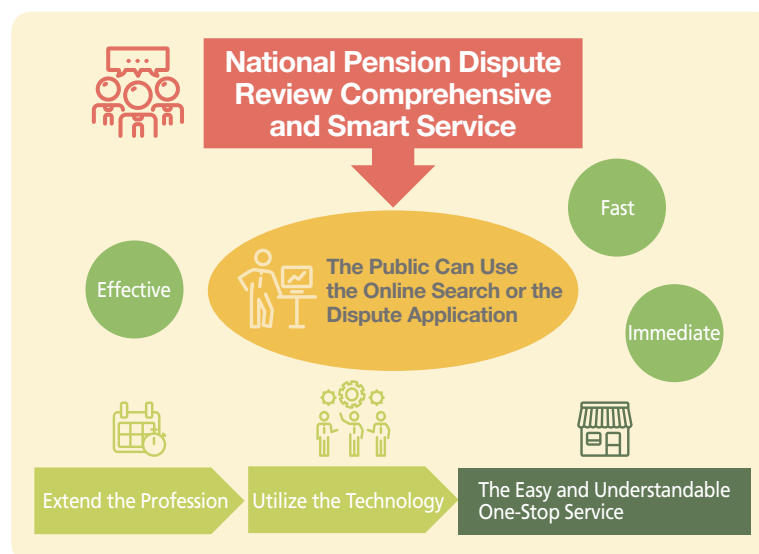 National Pension Dispute
Review Comprehensive
and Smart Service
Fast
Effective
The Public Can Use
the Online Search or the
Dispute Application
Immediate
Extend the Profession
Utilize the Technology
The Easy and Understandable
One-Stop Service